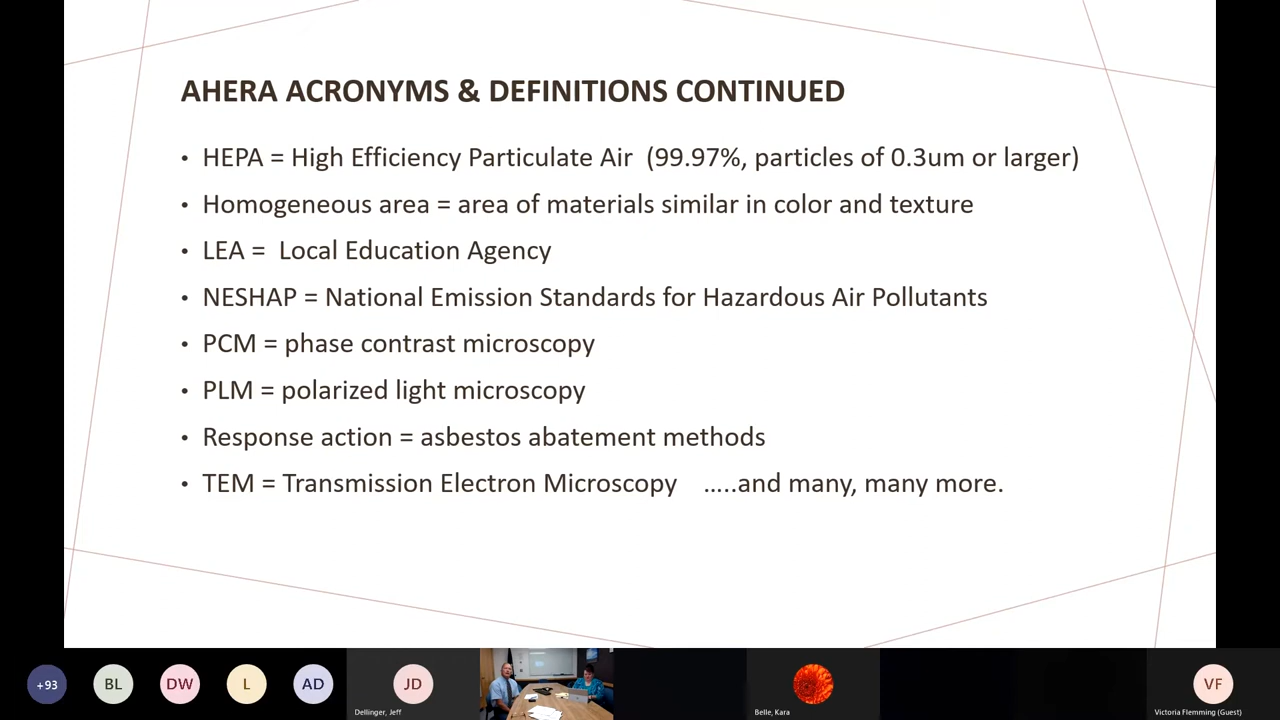 AHERA ACRONYMS & DEFINITIONS CONTINUED
• HEPA = High Efficiency Particulate Air (99.97%, particles of 0.3um or larger)
• Homogeneous area = area of materials similar in color and texture
• LEA = Local Education Agency
• NESHAP = National Emission Standards for Hazardous Air Pollutants
• PCM = phase contrast microscopy
• PLM = polarized light microscopy
• Response action = asbestos abatement methods
• TEM = Transmission Electron Microscopy …..and many, many more.
+93 BL DW L AD JD VF
Dellinger, Jeff Belle, Kara Victoria Flemming (Guest)